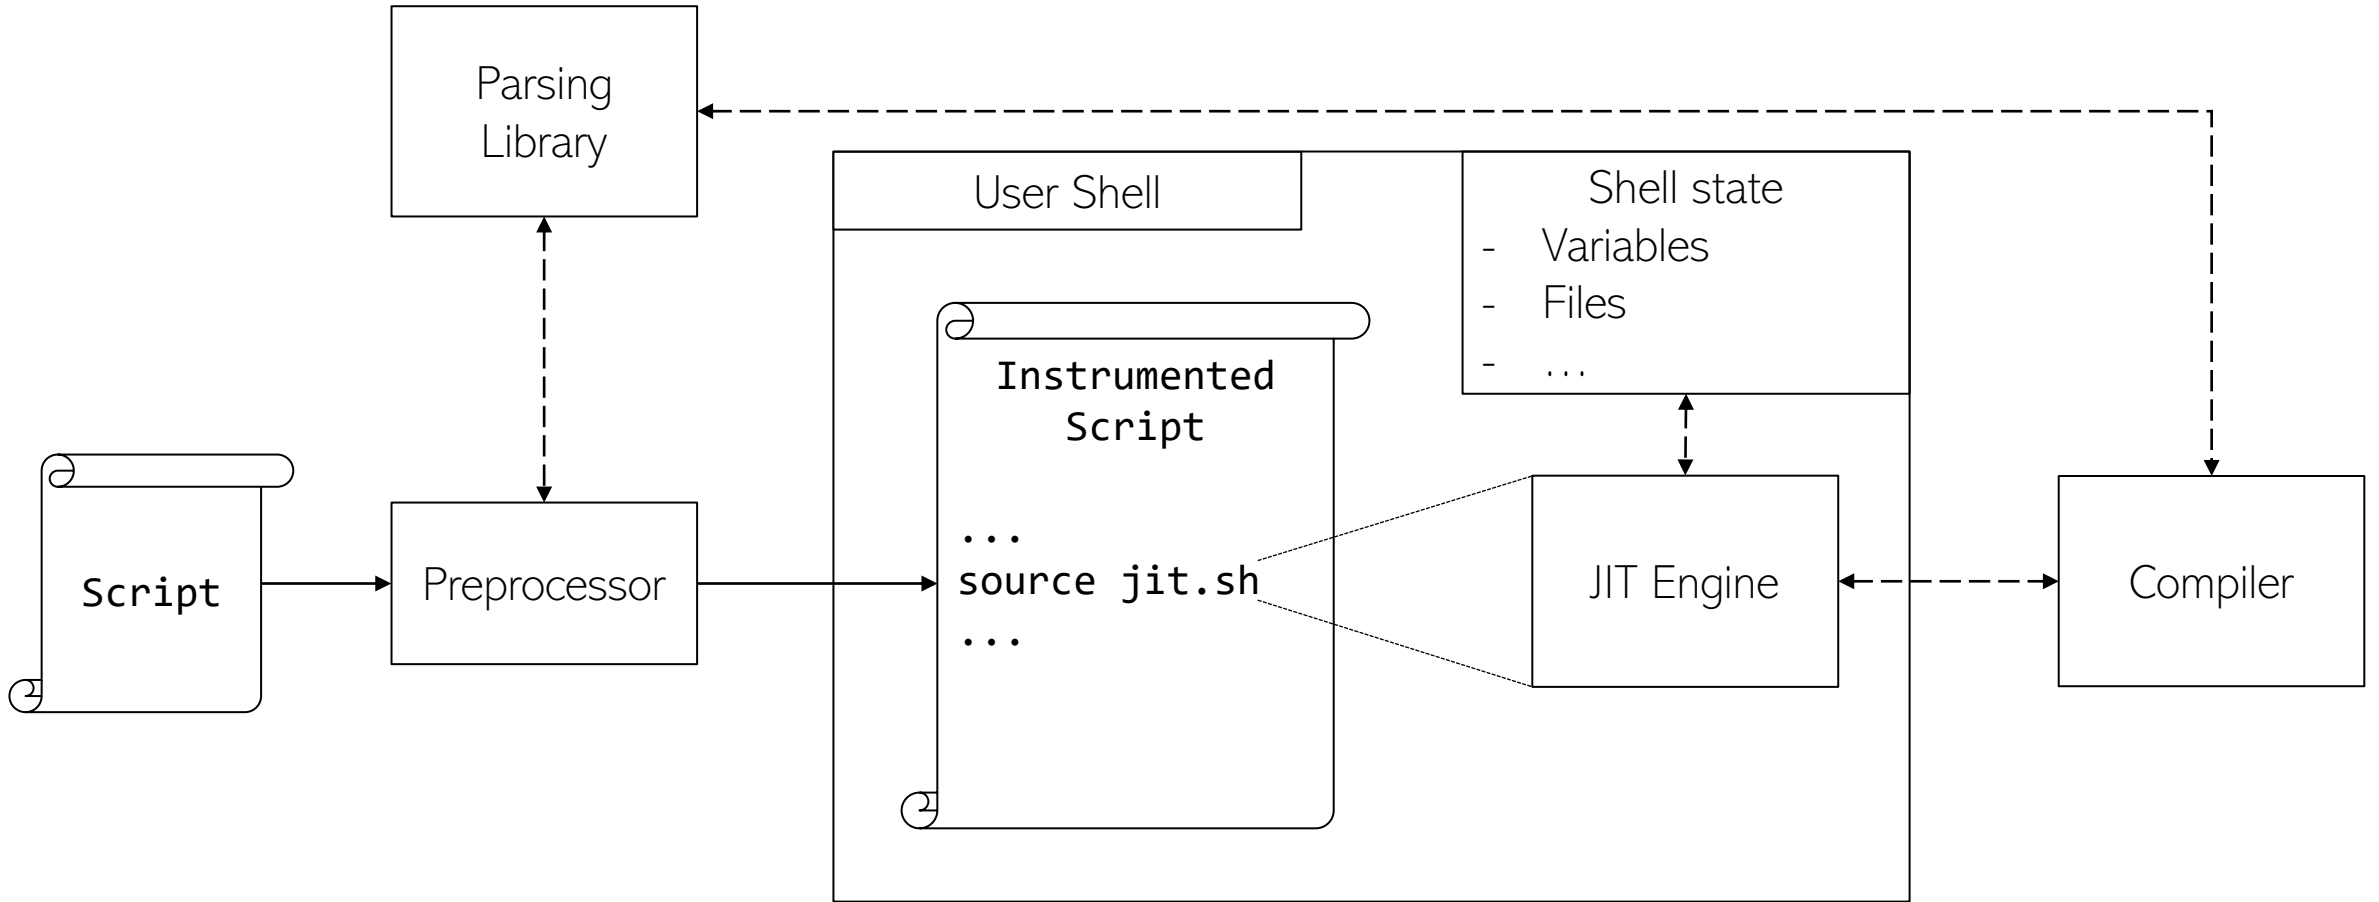 Parsing
Library
User Shell
Shell state
- Variables
- Files
- ...
Instrumented
Script
...
source jit.sh
...
Script
Preprocessor
JIT Engine
Compiler